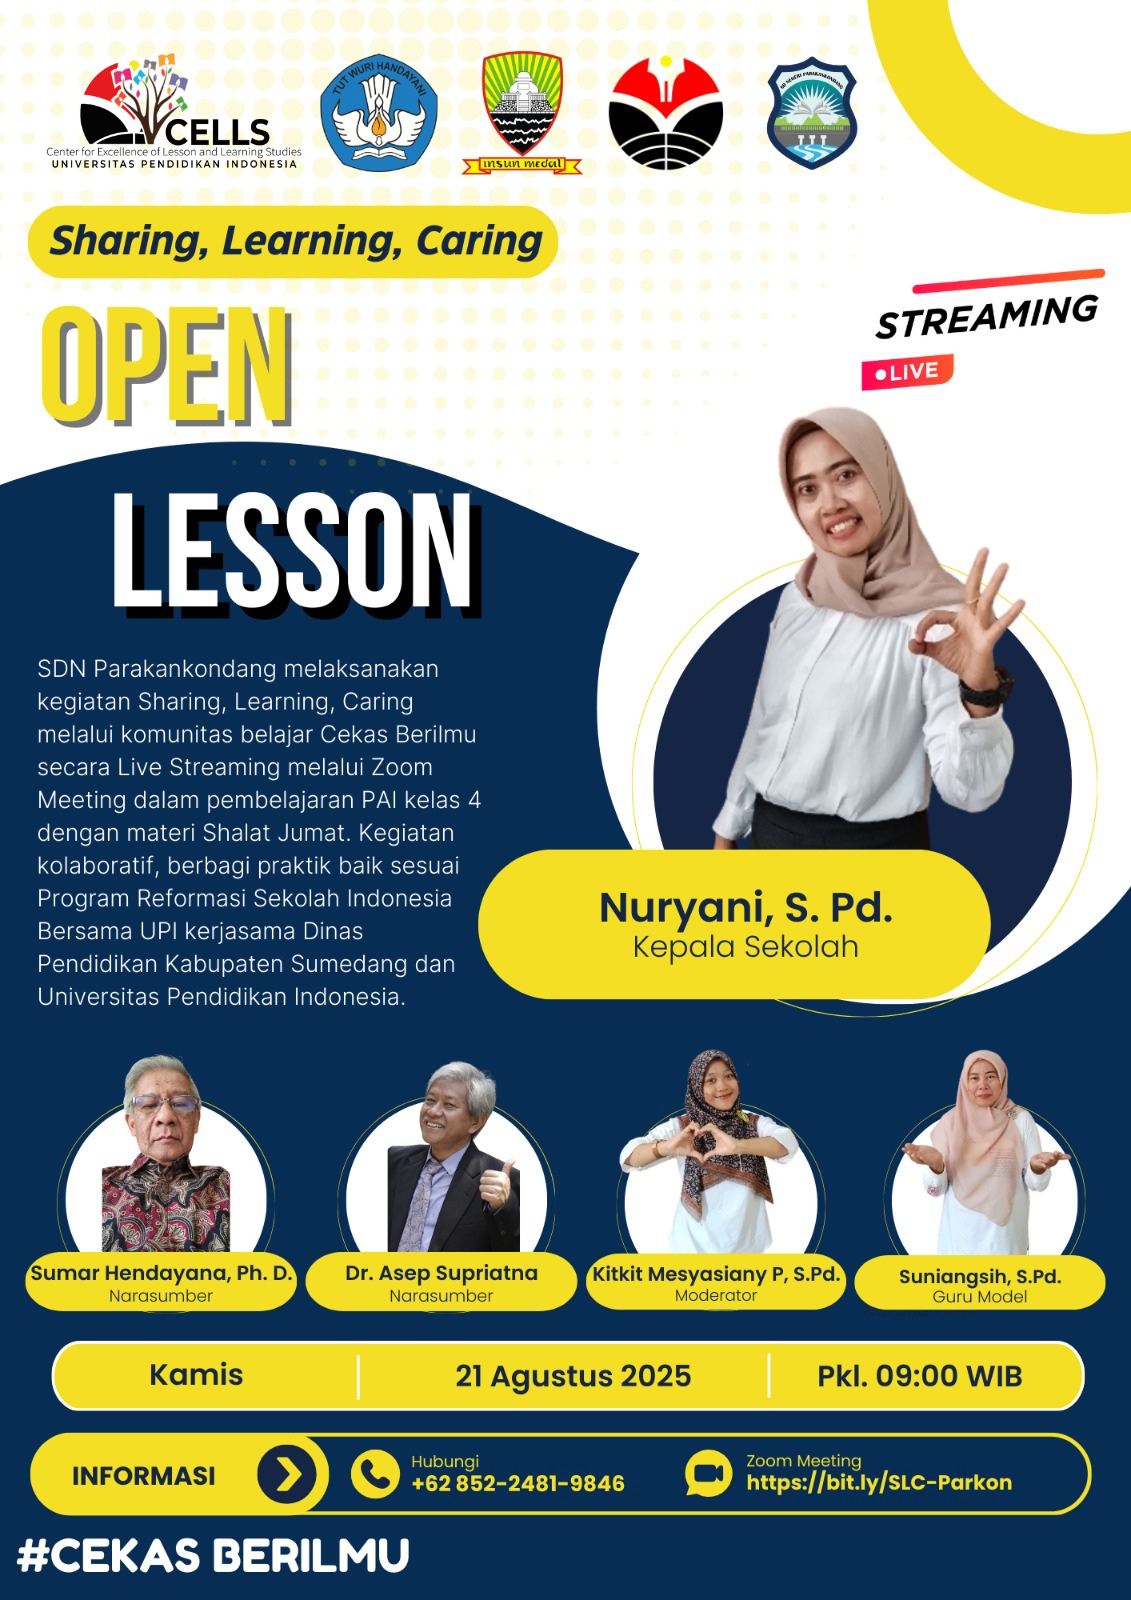 CELLS
Center for Excellence of Lesson and Learning Studies
UNIVERSITAS PENDIDIKAN INDONESIA
TUT WURI HANDAYANI
insun medal
SD NEGERI PARAKANKONDANG
Sharing, Learning, Caring
OPEN
STREAMING
LIVE
LESSON
SDN Parakankondang melaksanakan
kegiatan Sharing, Learning, Caring
melalui komunitas belajar Cekas Berilmu
secara Live Streaming melalui Zoom
Meeting dalam pembelajaran PAI kelas 4
dengan materi Shalat Jumat. Kegiatan
kolaboratif, berbagi praktik baik sesuai
Program Reformasi Sekolah Indonesia
Bersama UPI kerjasama Dinas
Pendidikan Kabupaten Sumedang dan
Universitas Pendidikan Indonesia.
Nuryani, S. Pd.
Kepala Sekolah
Sumar Hendayana, Ph. D.
Narasumber
Dr. Asep Supriatna
Narasumber
Kitkit Mesyasiany P, S.Pd.
Moderator
Suniangsih, S.Pd.
Guru Model
Kamis
21 Agustus 2025
Pkl. 09:00 WIB
INFORMASI
Hubungi
+62 852-2481-9846
Zoom Meeting
https://bit.ly/SLC-Parkon
#CEKAS BERILMU